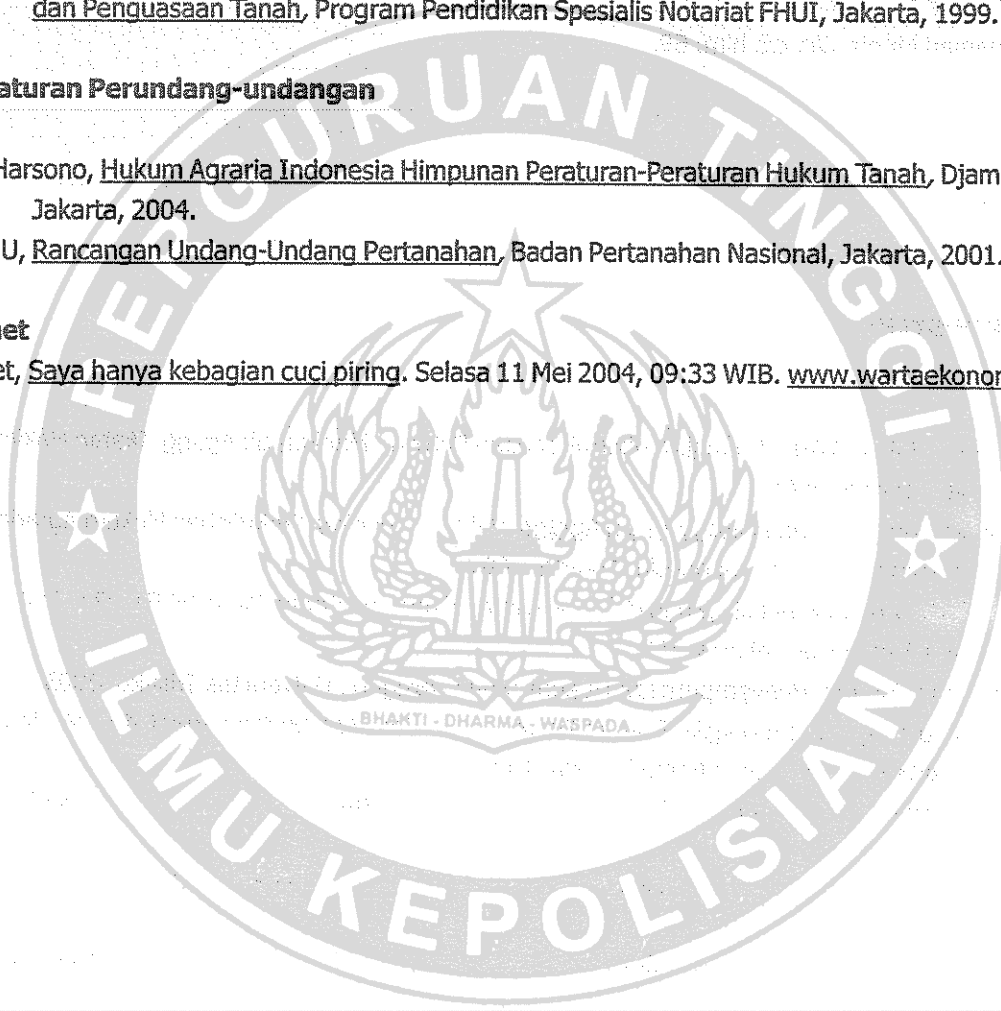 dan Penguasaan Tanah, Program Pendidikan Spesialis Notariat FHUI, Jakarta, 1999.
aturan Perundang-undangan
Harsono, Hukum Agraria Indonesia Himpunan Peraturan-Peraturan Hukum Tanah, Djam
Jakarta, 2004.
U, Rancangan Undang-Undang Pertanahan, Badan Pertanahan Nasional, Jakarta, 2001.
net
et, Saya hanya kebagian cuci piring. Selasa 11 Mei 2004, 09:33 WIB. www.wartaekonor
PERGURUAN TINGGI
BHAKTI - DHARMA - WASPADA
ILMU KEPOLISIAN